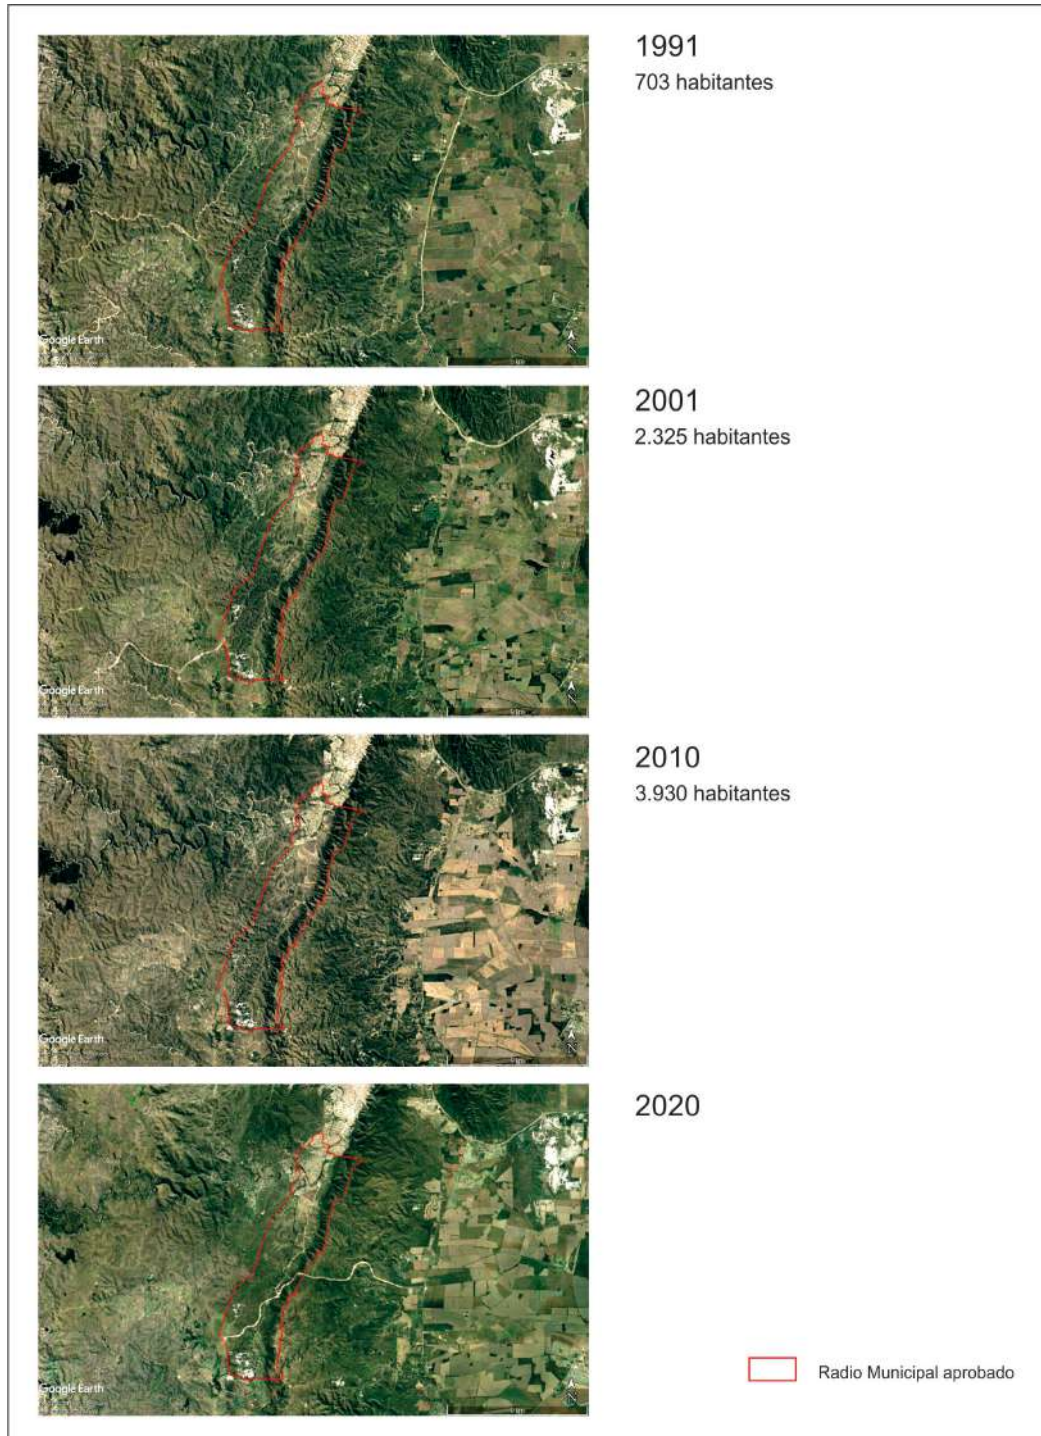 1991
703 habitantes
Google Earth
2001
2.325 habitantes
Google Earth
2010
3.930 habitantes
Google Earth
2020
Google Earth
Radio Municipal aprobado